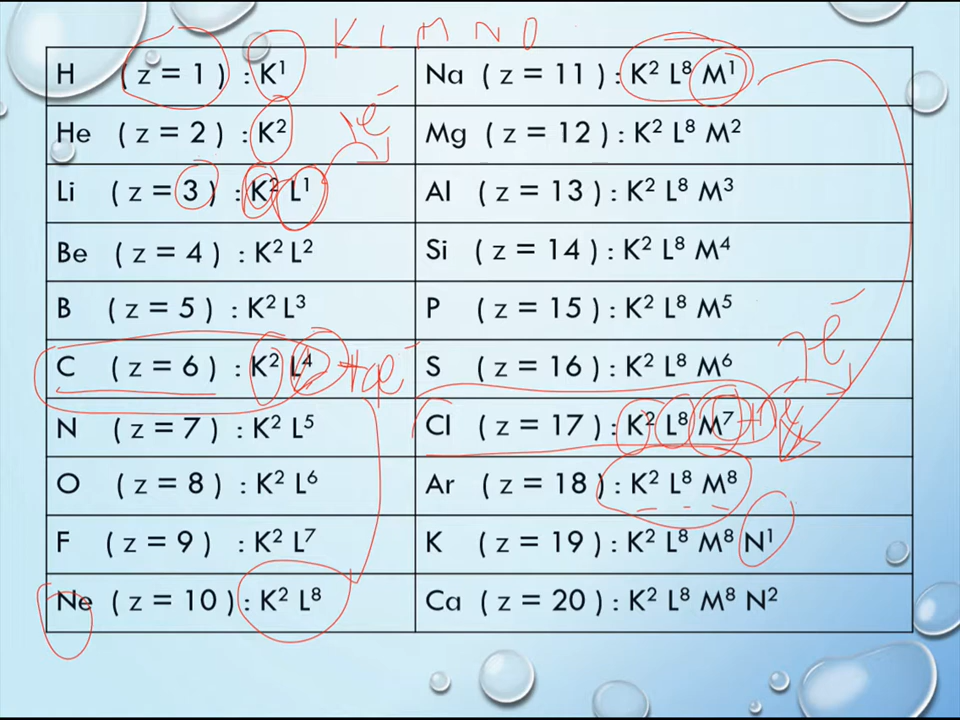 K L M N O
H ( z = 1 ) : K¹
He ( z = 2 ) : K²
Li ( z = 3 ) : K² L¹
1e⁻
Be ( z = 4 ) : K² L²
B ( z = 5 ) : K² L³
C ( z = 6 ) : K² L⁴
N ( z = 7 ) : K² L⁵
O ( z = 8 ) : K² L⁶
F ( z = 9 ) : K² L⁷
Ne ( z = 10 ) : K² L⁸
Na ( z = 11 ) : K² L⁸ M¹
Mg ( z = 12 ) : K² L⁸ M²
Al ( z = 13 ) : K² L⁸ M³
Si ( z = 14 ) : K² L⁸ M⁴
P ( z = 15 ) : K² L⁸ M⁵
S ( z = 16 ) : K² L⁸ M⁶
Cl ( z = 17 ) : K² L⁸ M⁷
Ar ( z = 18 ) : K² L⁸ M⁸
K ( z = 19 ) : K² L⁸ M⁸ N¹
Ca ( z = 20 ) : K² L⁸ M⁸ N²